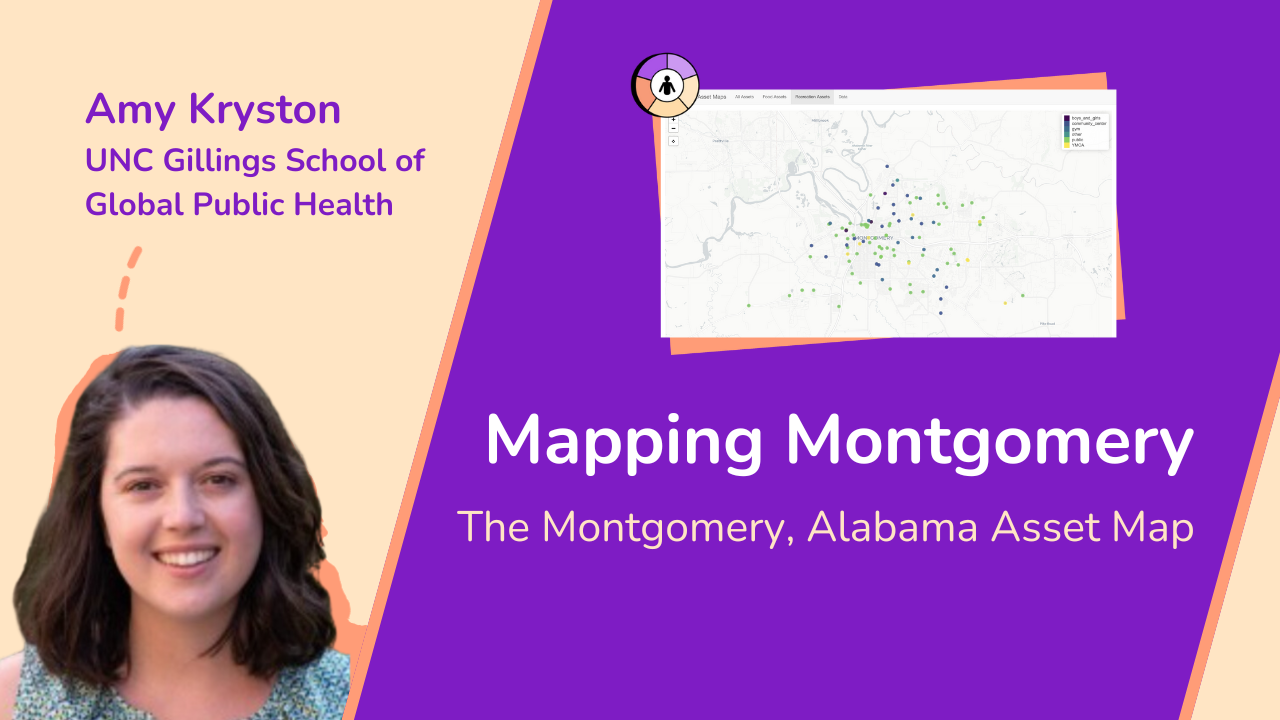 Amy Kryston
UNC Gillings School of
Global Public Health
Asset Maps All Assets Food Assets Recreation Assets Data
boys_and_girls
community_center
gym
other
public
YMCA
MONTGOMERY
Mapping Montgomery
The Montgomery, Alabama Asset Map